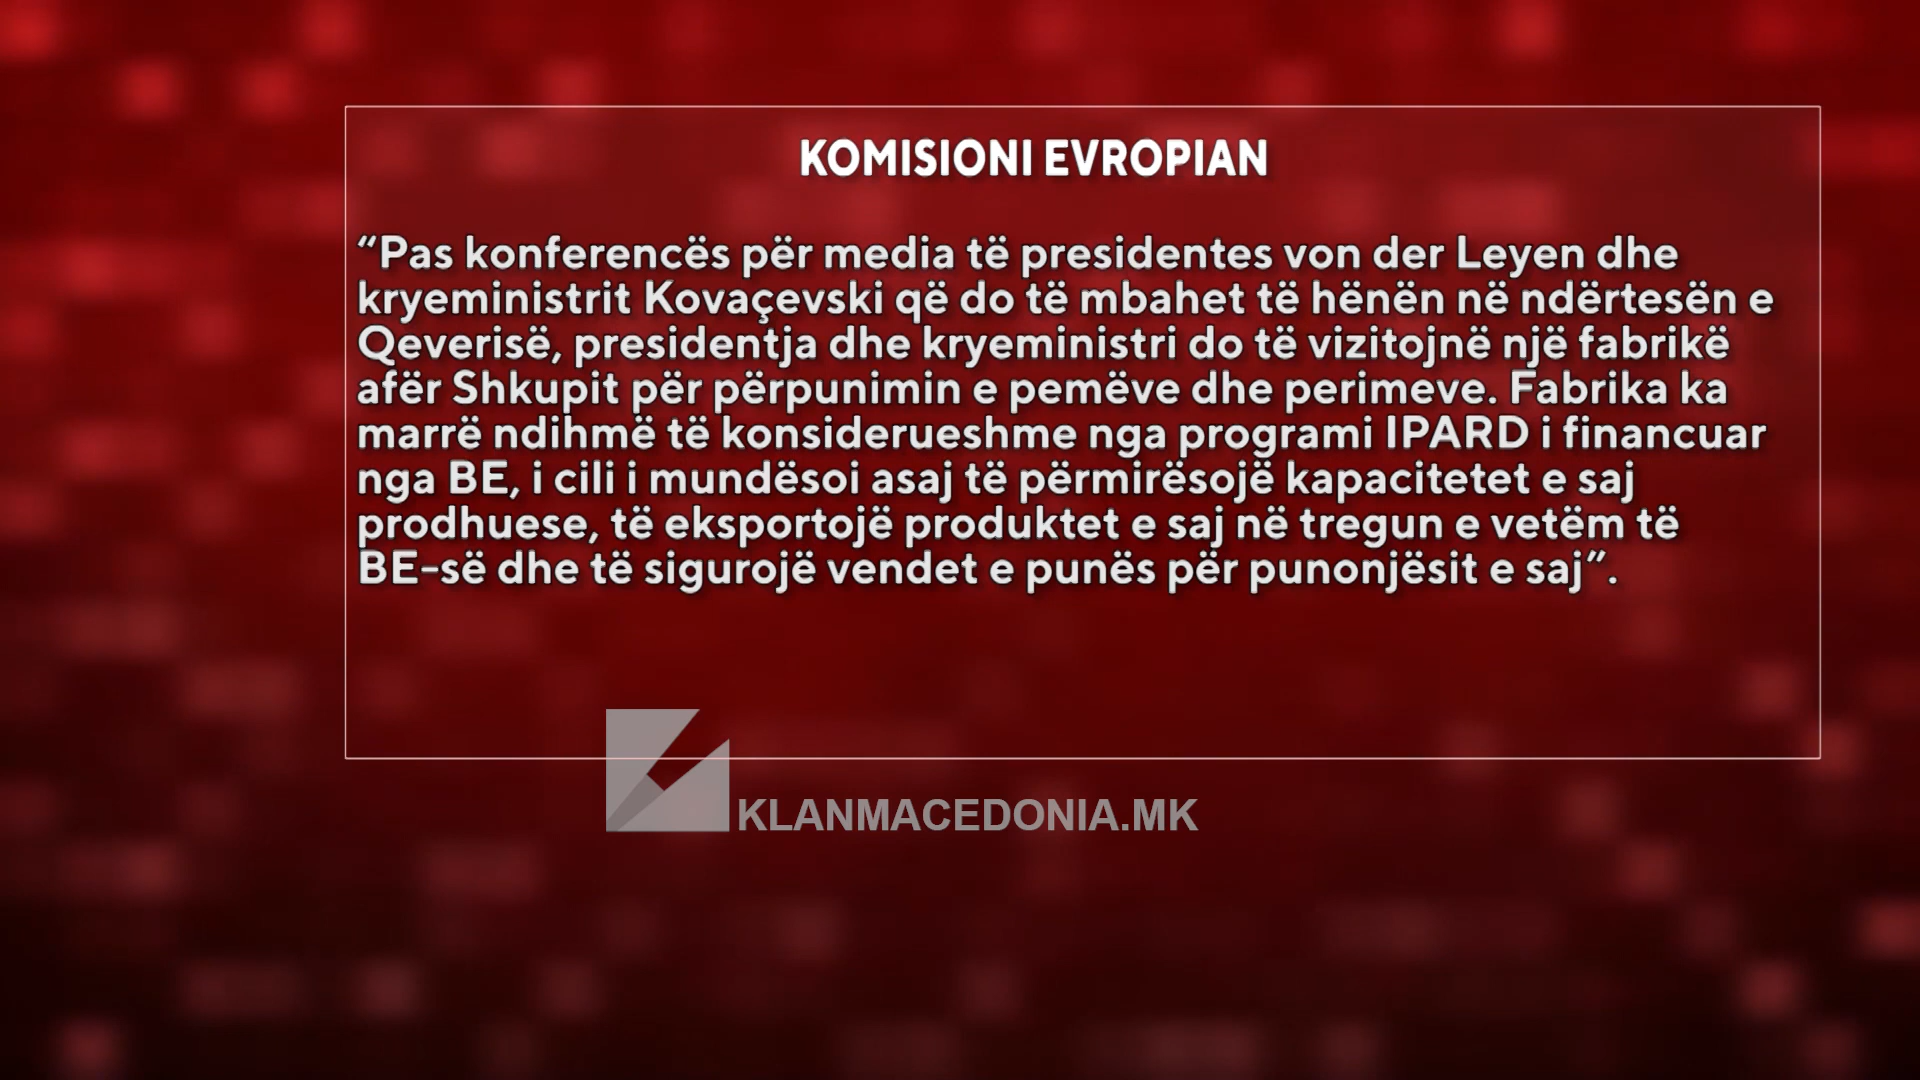 KOMISIONI EVROPIAN
“Pas konferencës për media të presidentes von der Leyen dhe
kryeministrit Kovaçevski që do të mbahet të hënën në ndërtesën e
Qeverisë, presidentja dhe kryeministri do të vizitojnë një fabrikë
afër Shkupit për përpunimin e pemëve dhe perimeve. Fabrika ka
marrë ndihmë të konsiderueshme nga programi IPARD i financuar
nga BE, i cili i mundësoi asaj të përmirësojë kapacitetet e saj
prodhuese, të eksportojë produktet e saj në tregun e vetëm të
BE-së dhe të sigurojë vendet e punës për punonjësit e saj”.
KLANMACEDONIA.MK